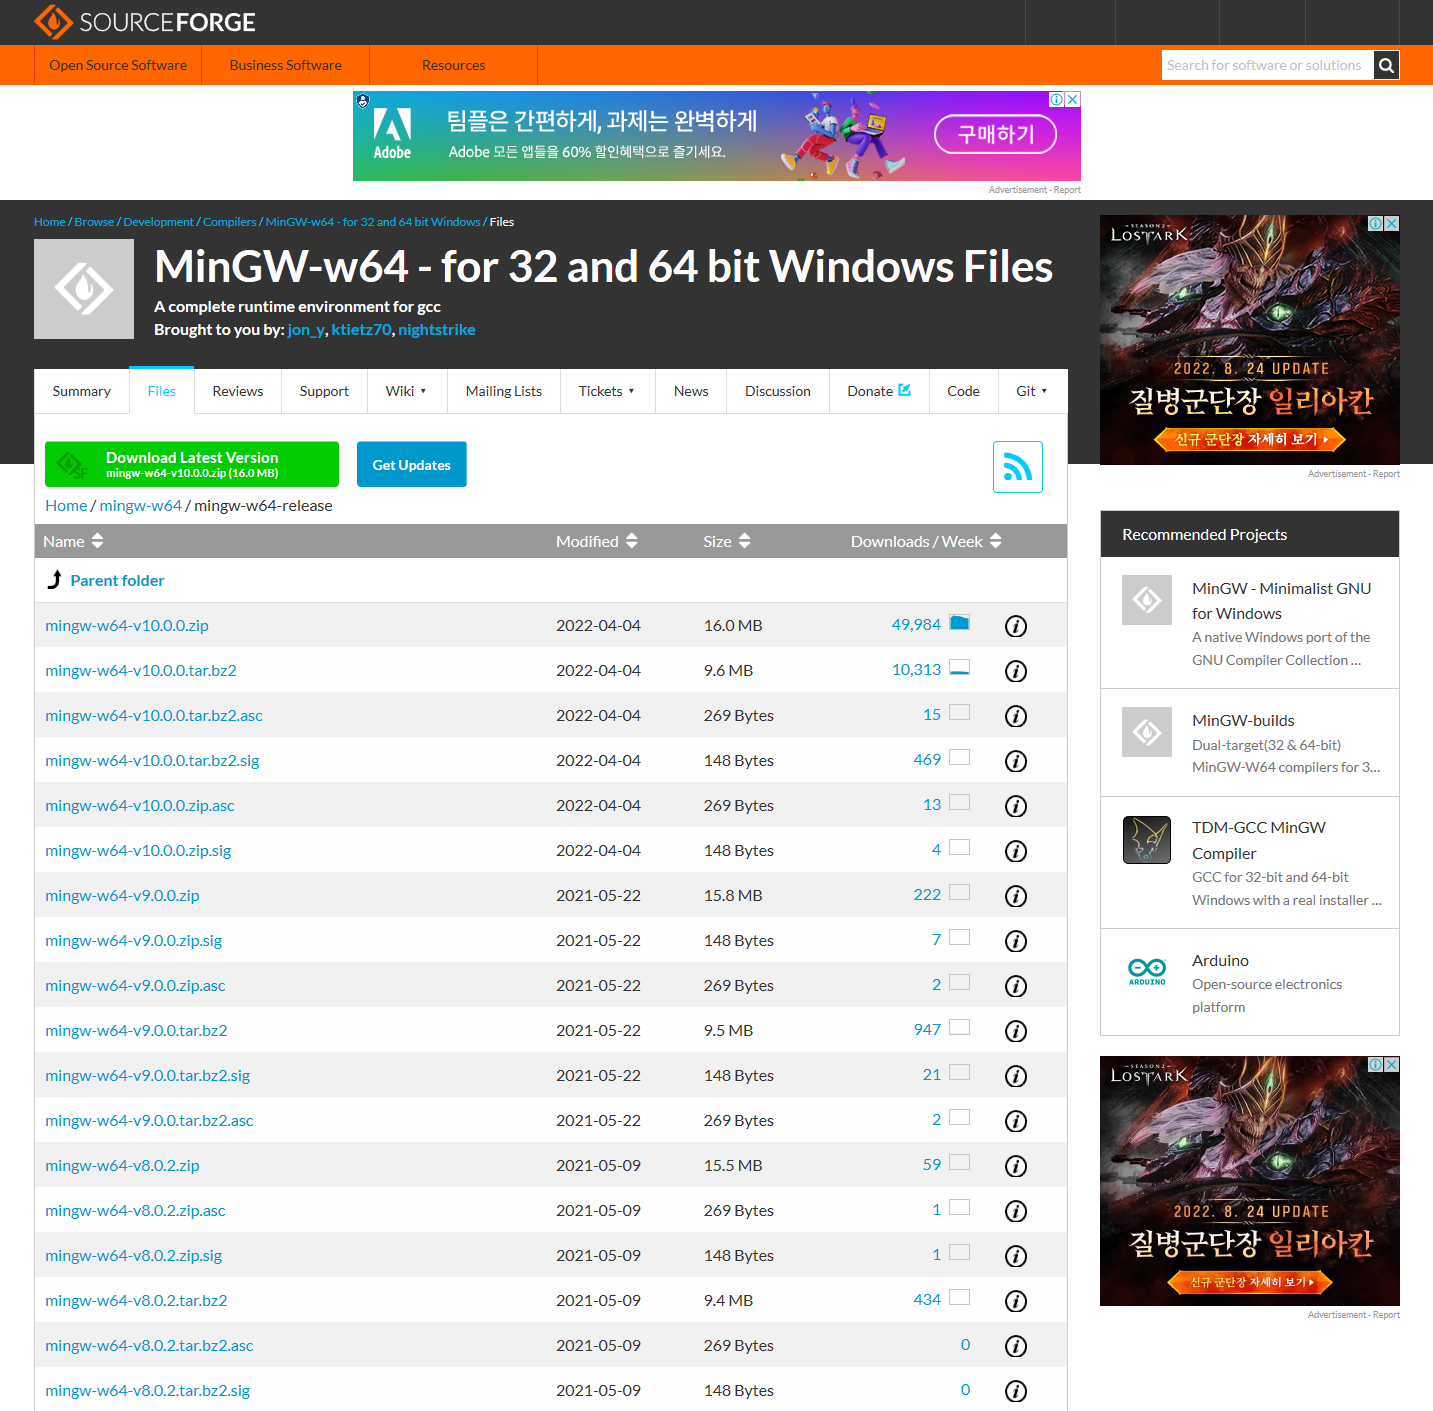 SOURCEFORGE
Open Source Software
Business Software
Resources
Search for software or solutions
Adobe
팀플은 간편하게, 과제는 완벽하게
Adobe 모든 앱들을 60% 할인혜택으로 즐기세요.
구매하기
Advertisement - Report
Home / Browse / Development / Compilers / MinGW-w64 - for 32 and 64 bit Windows / Files
MinGW-w64 - for 32 and 64 bit Windows Files
A complete runtime environment for gcc
Brought to you by: jon_y, ktietz70, nightstrike
Summary
Files
Reviews
Support
Wiki ▾
Mailing Lists
Tickets ▾
News
Discussion
Donate
Code
Git ▾
SF
Download Latest Version
mingw-w64-v10.0.0.zip (16.0 MB)
Get Updates
Home / mingw-w64 / mingw-w64-release
Name Modified Size Downloads / Week
Parent folder
mingw-w64-v10.0.0.zip 2022-04-04 16.0 MB 49,984
mingw-w64-v10.0.0.tar.bz2 2022-04-04 9.6 MB 10,313
mingw-w64-v10.0.0.tar.bz2.asc 2022-04-04 269 Bytes 15
mingw-w64-v10.0.0.tar.bz2.sig 2022-04-04 148 Bytes 469
mingw-w64-v10.0.0.zip.asc 2022-04-04 269 Bytes 13
mingw-w64-v10.0.0.zip.sig 2022-04-04 148 Bytes 4
mingw-w64-v9.0.0.zip 2021-05-22 15.8 MB 222
mingw-w64-v9.0.0.zip.sig 2021-05-22 148 Bytes 7
mingw-w64-v9.0.0.zip.asc 2021-05-22 269 Bytes 2
mingw-w64-v9.0.0.tar.bz2 2021-05-22 9.5 MB 947
mingw-w64-v9.0.0.tar.bz2.sig 2021-05-22 148 Bytes 21
mingw-w64-v9.0.0.tar.bz2.asc 2021-05-22 269 Bytes 2
mingw-w64-v8.0.2.zip 2021-05-09 15.5 MB 59
mingw-w64-v8.0.2.zip.asc 2021-05-09 269 Bytes 1
mingw-w64-v8.0.2.zip.sig 2021-05-09 148 Bytes 1
mingw-w64-v8.0.2.tar.bz2 2021-05-09 9.4 MB 434
mingw-w64-v8.0.2.tar.bz2.asc 2021-05-09 269 Bytes 0
mingw-w64-v8.0.2.tar.bz2.sig 2021-05-09 148 Bytes 0
SEASON2
LOSTARK
2022. 8. 24 UPDATE
질병군단장 일리아칸
신규 군단장 자세히 보기
Advertisement - Report
Recommended Projects
MinGW - Minimalist GNU
for Windows
A native Windows port of the
GNU Compiler Collection ...
MinGW-builds
Dual-target(32 & 64-bit)
MinGW-W64 compilers for 3...
TDM-GCC MinGW
Compiler
GCC for 32-bit and 64-bit
Windows with a real installer ...
ARDUINO
Arduino
Open-source electronics
platform
SEASON2
LOSTARK
2022. 8. 24 UPDATE
질병군단장 일리아칸
신규 군단장 자세히 보기
Advertisement - Report